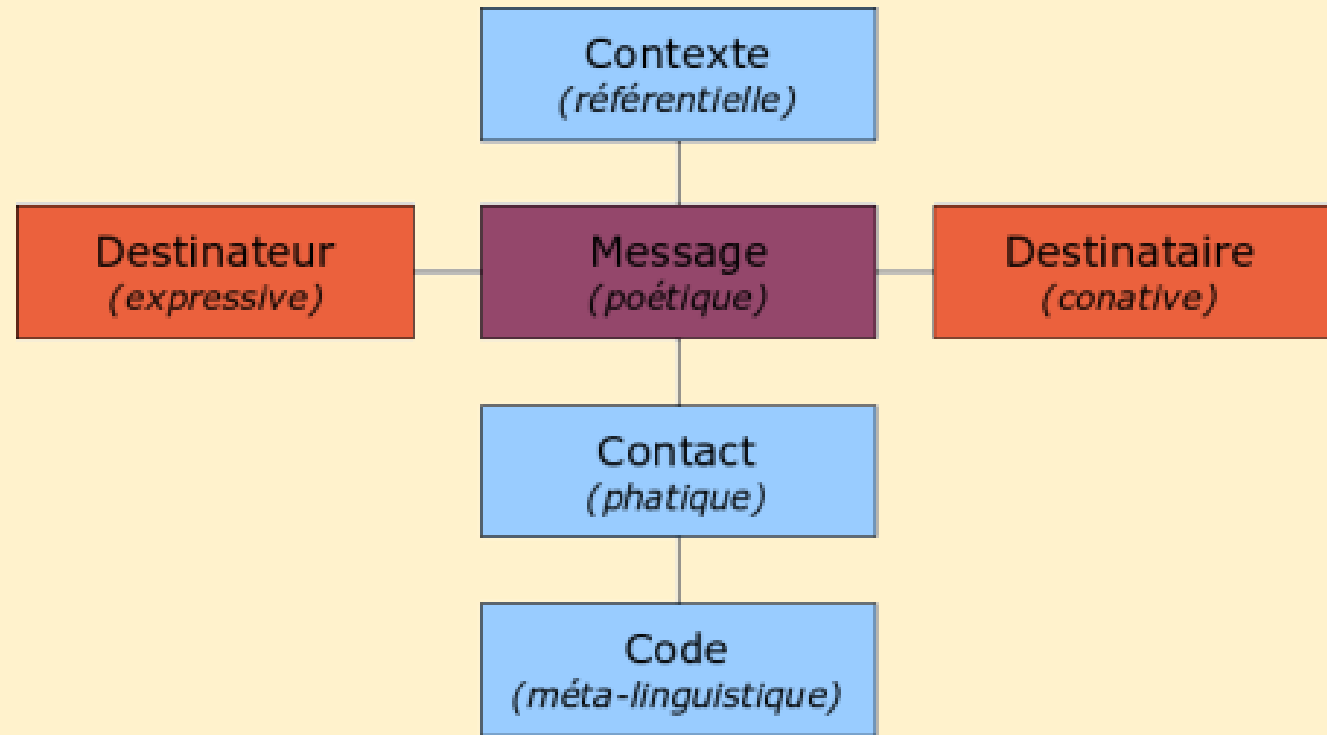 Contexte
(référentielle)
Destinateur
(expressive)
Message
(poétique)
Destinataire
(conative)
Contact
(phatique)
Code
(méta-linguistique)